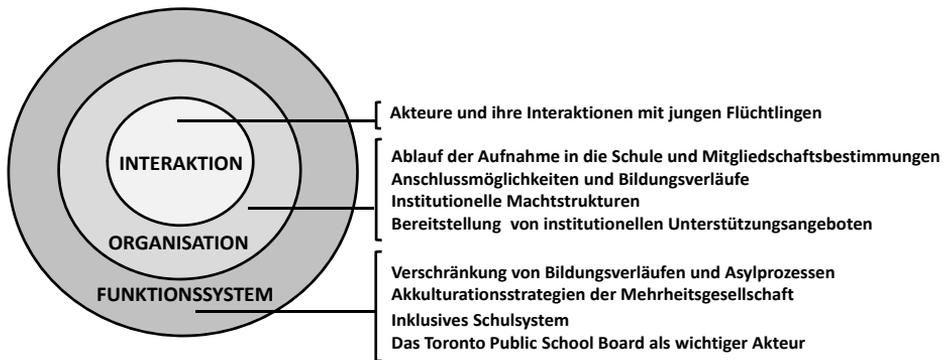 Akteure und ihre Interaktionen mit jungen Flüchtlingen
INTERAKTION
Ablauf der Aufnahme in die Schule und Mitgliedschaftsbestimmungen
Anschlussmöglichkeiten und Bildungsverläufe
Institutionelle Machtstrukturen
Bereitstellung von institutionellen Unterstützungsangeboten
ORGANISATION
Verschränkung von Bildungsverläufen und Asylprozessen
Akkulturationsstrategien der Mehrheitsgesellschaft
Inklusives Schulsystem
Das Toronto Public School Board als wichtiger Akteur
FUNKTIONSSYSTEM